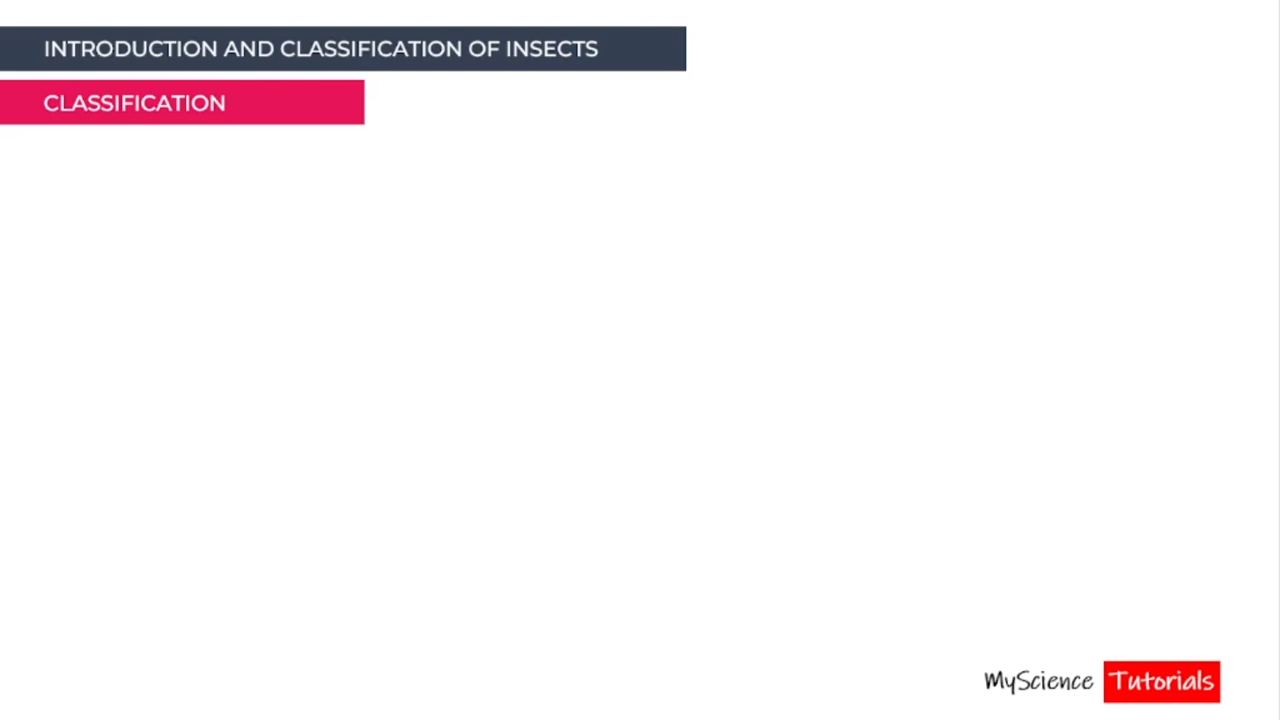 INTRODUCTION AND CLASSIFICATION OF INSECTS
CLASSIFICATION
MyScience Tutorials